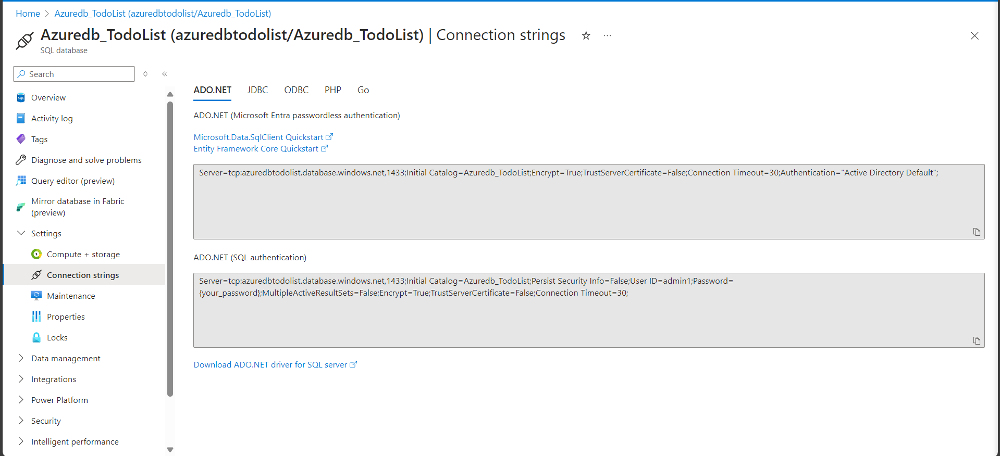 Home > Azuredb_TodoList (azuredbtodolist/Azuredb_TodoList)
Azuredb_TodoList (azuredbtodolist/Azuredb_TodoList) | Connection strings
SQL database
Search
Overview
Activity log
Tags
Diagnose and solve problems
Query editor (preview)
Mirror database in Fabric
(preview)
Settings
Compute + storage
Connection strings
Maintenance
Properties
Locks
Data management
Integrations
Power Platform
Security
Intelligent performance
ADO.NET JDBC ODBC PHP Go
ADO.NET (Microsoft Entra passwordless authentication)
Microsoft.Data.SqlClient Quickstart
Entity Framework Core Quickstart
Server=tcp:azuredbtodolist.database.windows.net,1433;Initial Catalog=Azuredb_TodoList;Encrypt=True;TrustServerCertificate=False;Connection Timeout=30;Authentication="Active Directory Default";
ADO.NET (SQL authentication)
Server=tcp:azuredbtodolist.database.windows.net,1433;Initial Catalog=Azuredb_TodoList;Persist Security Info=False;User ID=admin1;Password=
{your_password};MultipleActiveResultSets=False;Encrypt=True;TrustServerCertificate=False;Connection Timeout=30;
Download ADO.NET driver for SQL server